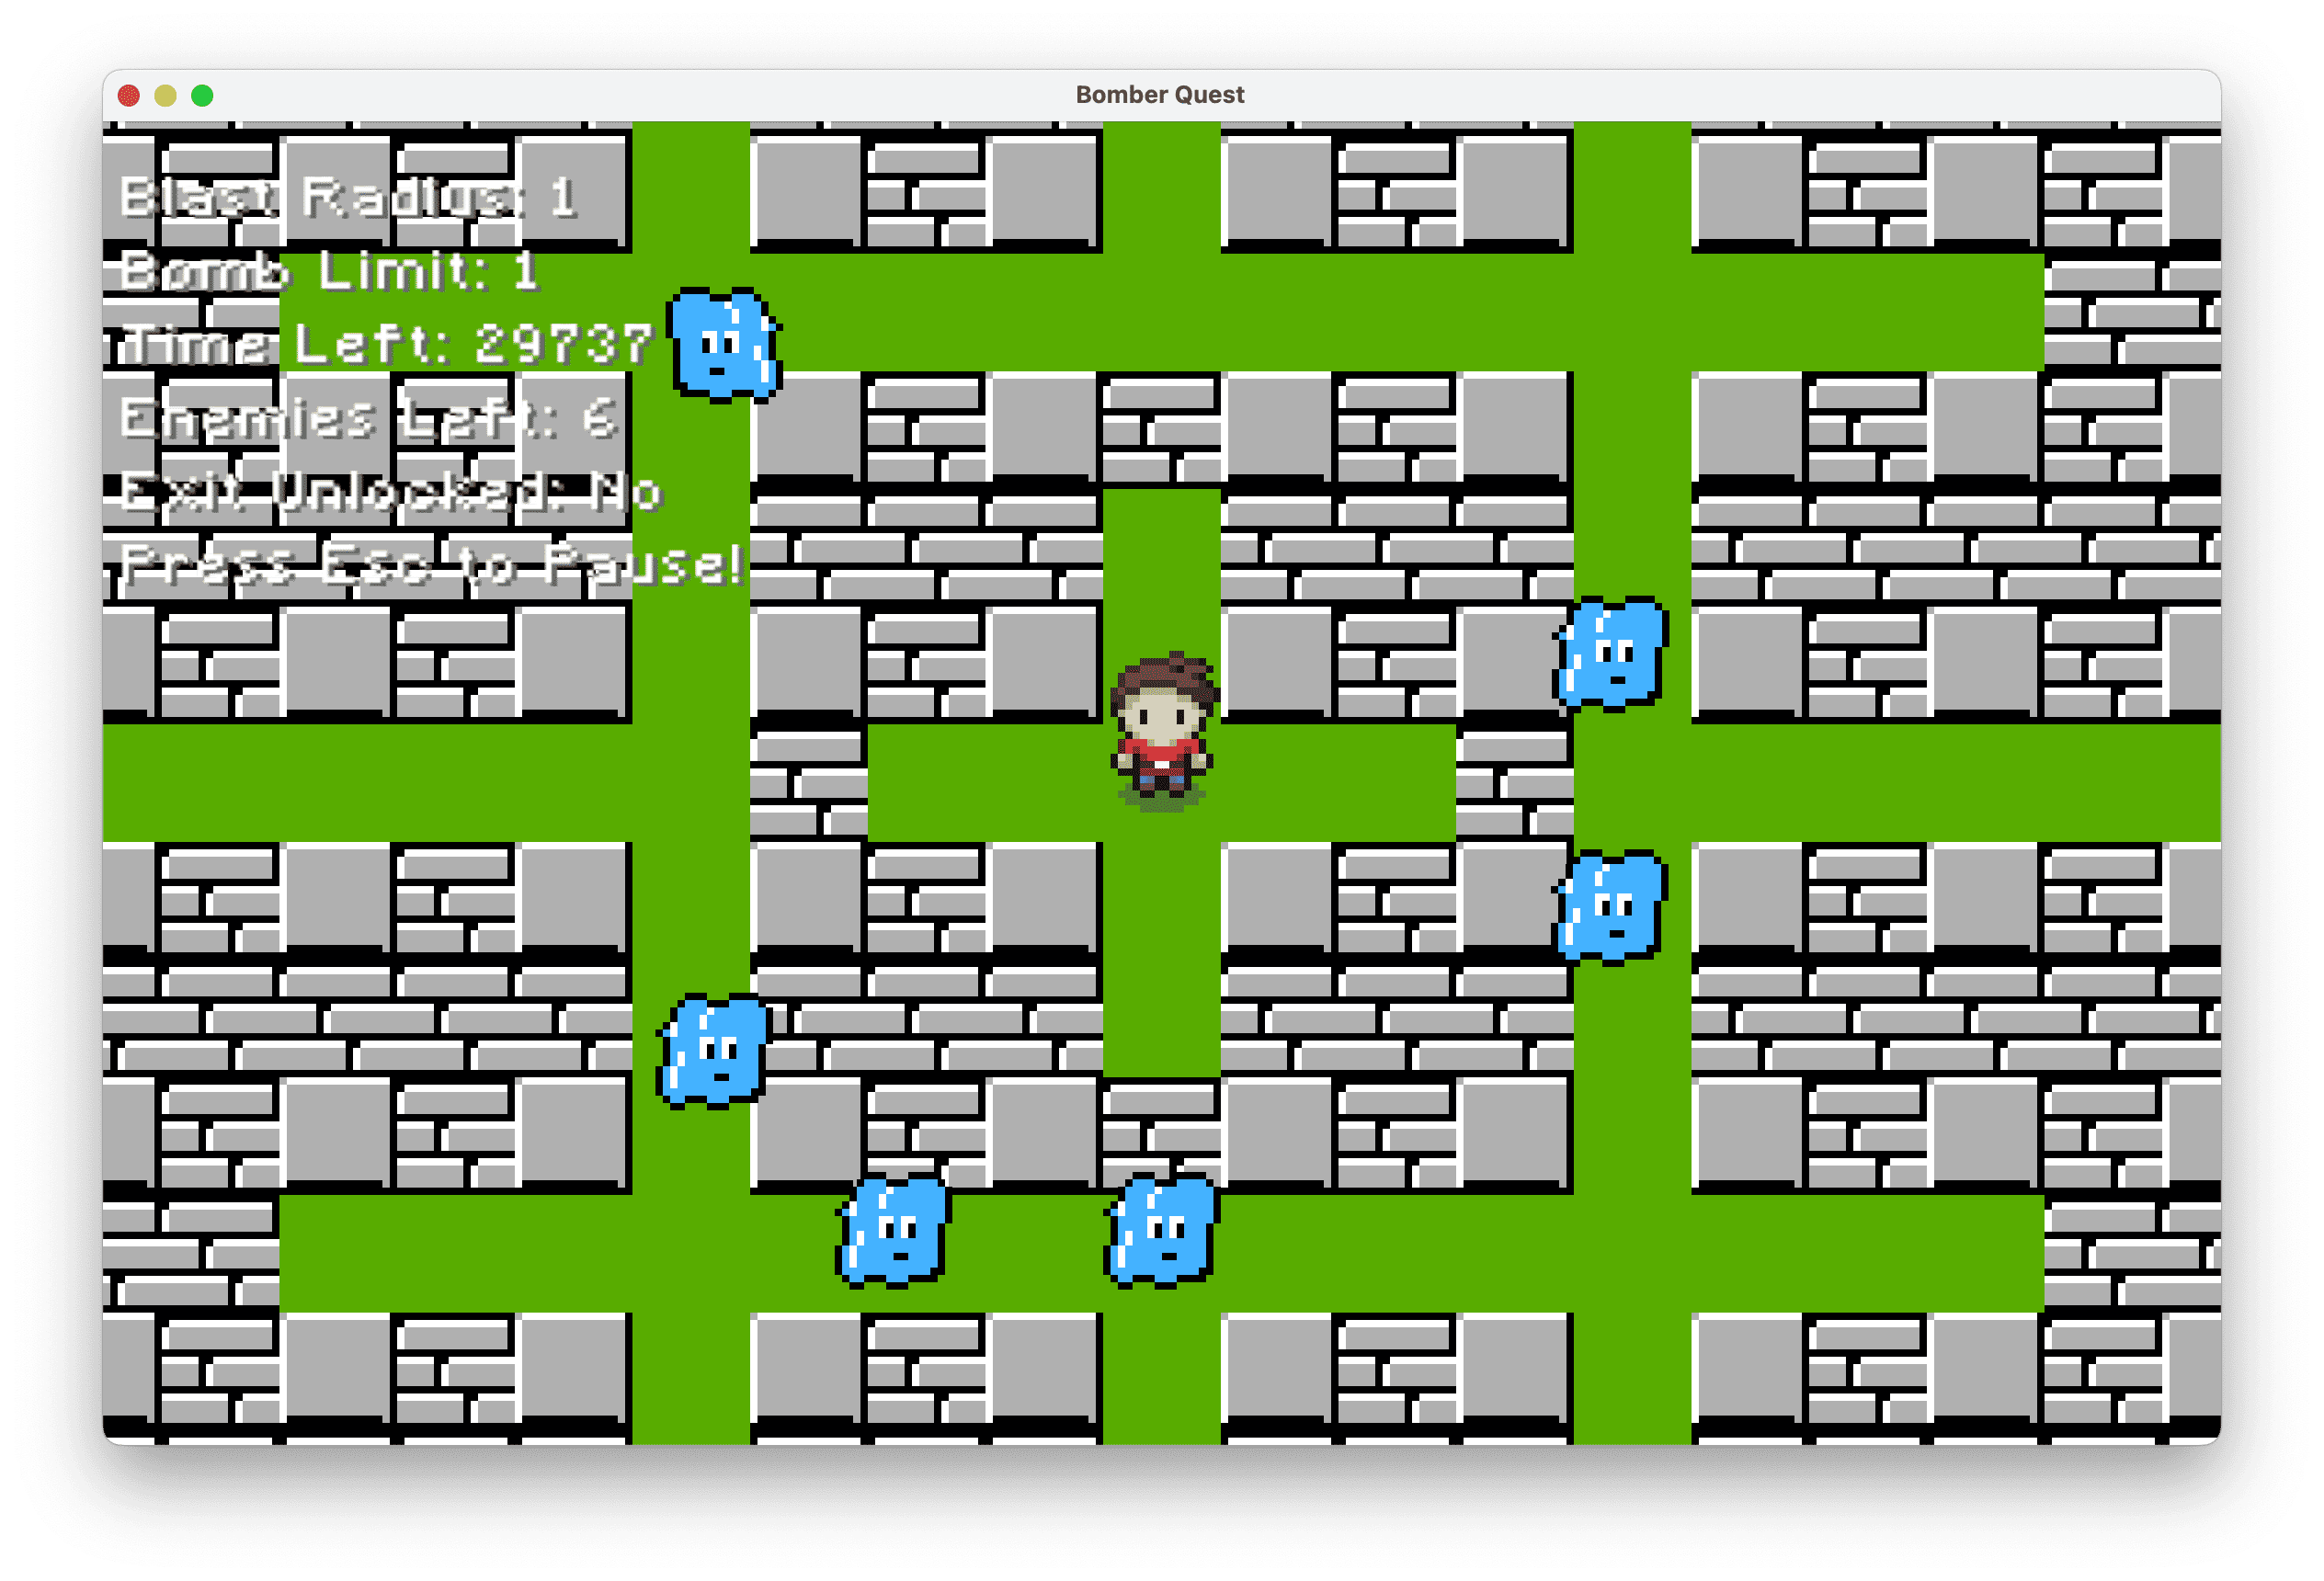 Bomber Quest
Blast Radius: 1
Bomb Limit: 1
Time Left: 29737
Enemies Left: 6
Exit Unlocked: No
Press Esc to Pause!